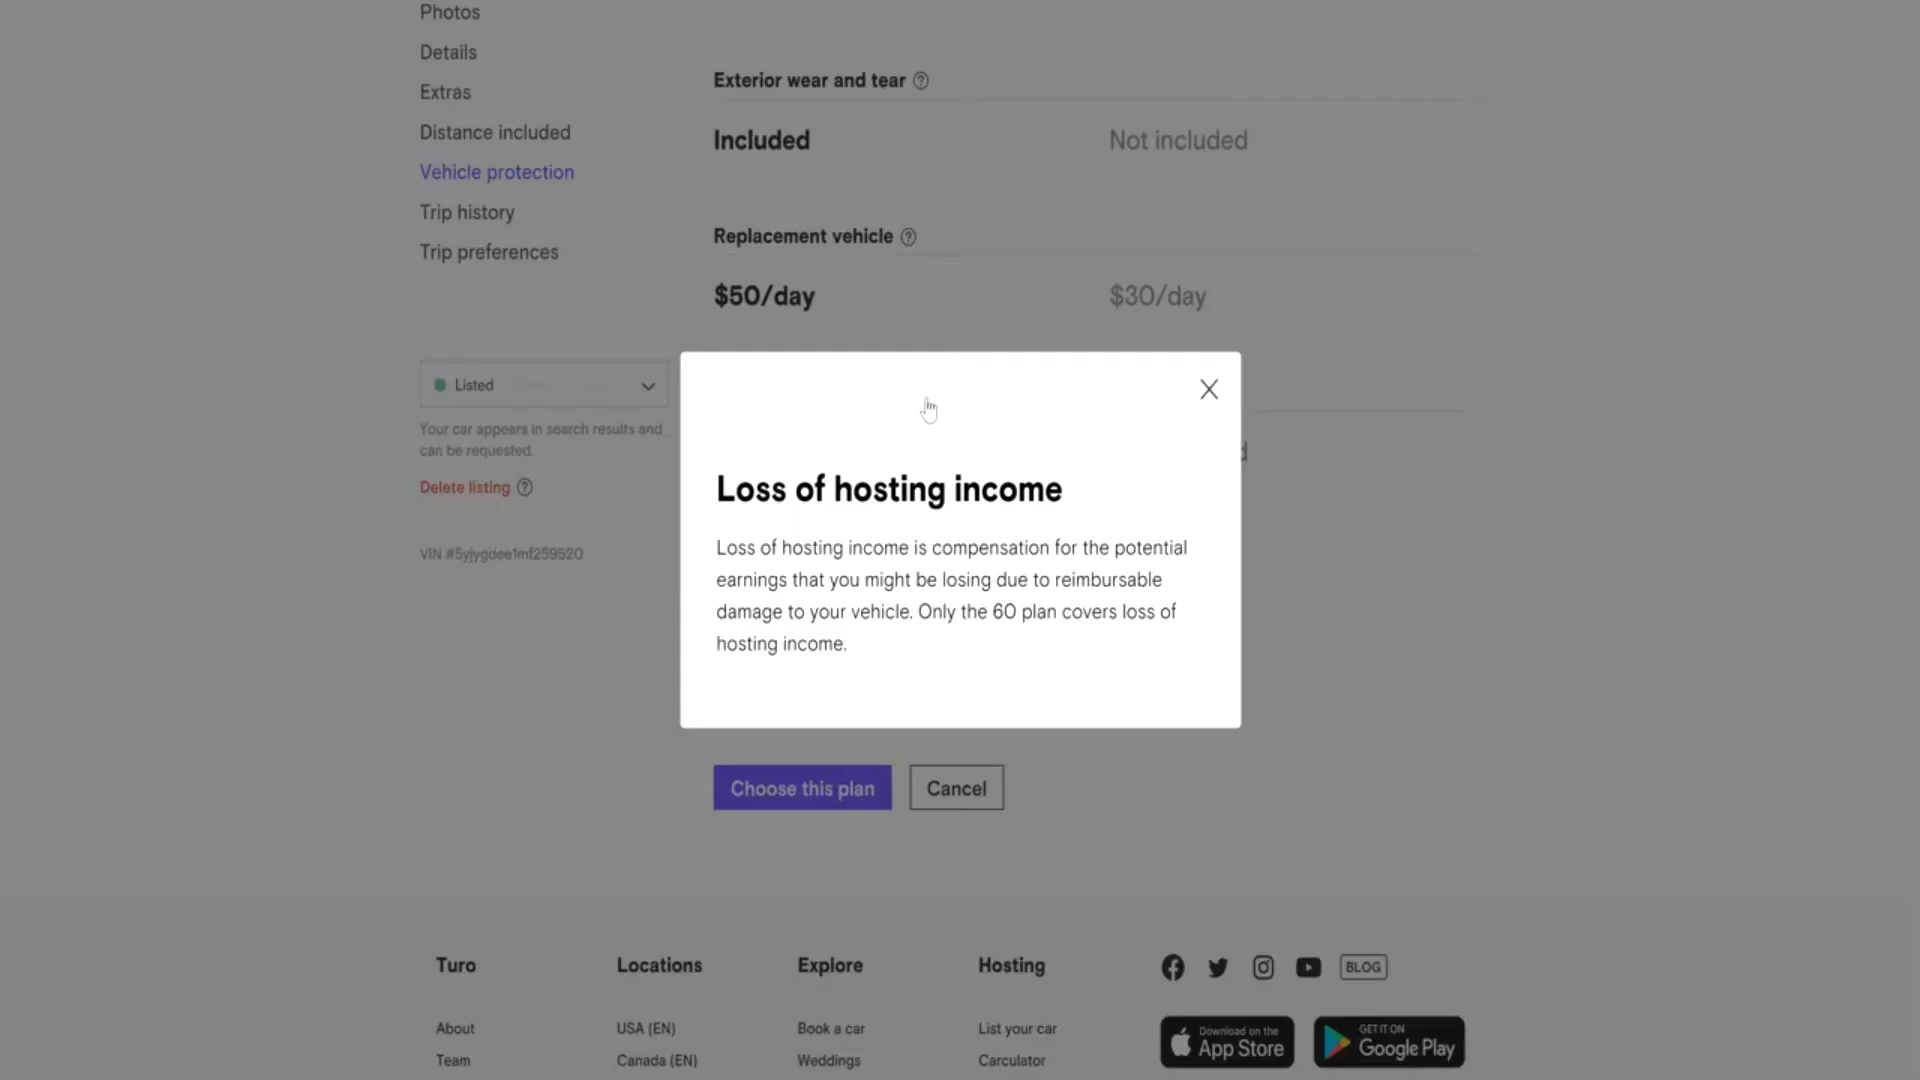 Photos
Details
Extras
Distance included
Vehicle protection
Trip history
Trip preferences
Listed
Your car appears in search results and
can be requested.
Delete listing ?
VIN #5yjygdee1mf259520
Exterior wear and tear ?
Included Not included
Replacement vehicle ?
$50/day $30/day
Loss of hosting income
Loss of hosting income is compensation for the potential
earnings that you might be losing due to reimbursable
damage to your vehicle. Only the 60 plan covers loss of
hosting income.
Choose this plan Cancel
Turo Locations Explore Hosting BLOG
About USA (EN) Book a car List your car
Team Canada (EN) Weddings Carculator
Download on the
App Store
GET IT ON
Google Play